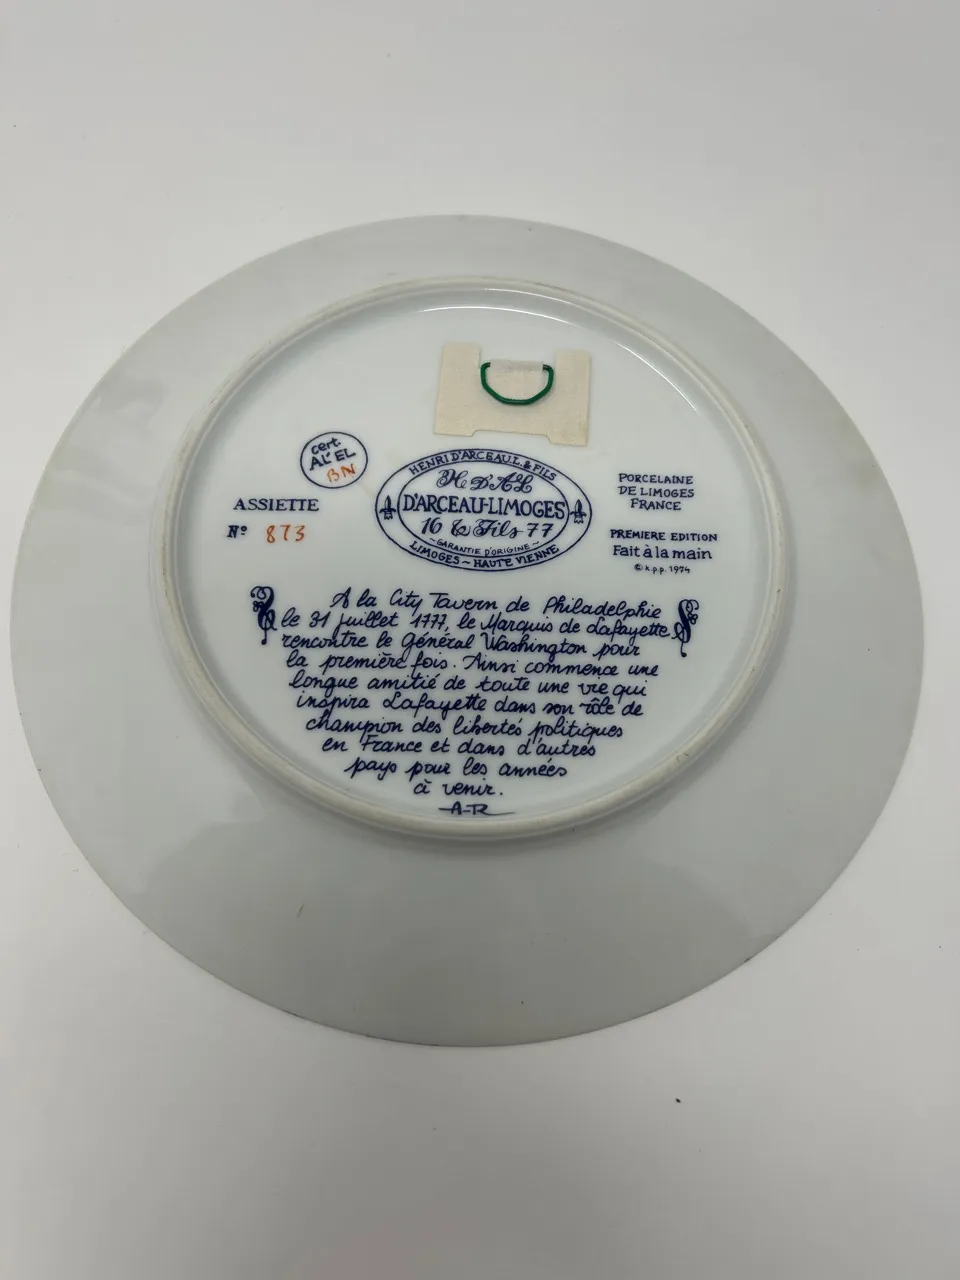 cert.
AL'EL
BN
ASSIETTE
Nº 873
HENRI D'ARCEAU L. & FILS
H D'AL
D'ARCEAU-LIMOGES
16 & Fils 77
~GARANTIE D'ORIGINE~
LIMOGES ~ HAUTE VIENNE
PORCELAINE
DE LIMOGES
FRANCE
PREMIERE EDITION
Fait à la main
© k.p.p. 1974
A la City Tavern de Philadelphie
le 31 juillet 1777, le Marquis de Lafayette
rencontre le Général Washington pour
la première fois. Ainsi commence une
longue amitié de toute une vie qui
inspira Lafayette dans son rôle de
champion des libertés politiques
en France et dans d'autres
pays pour les années
à venir.
A-R